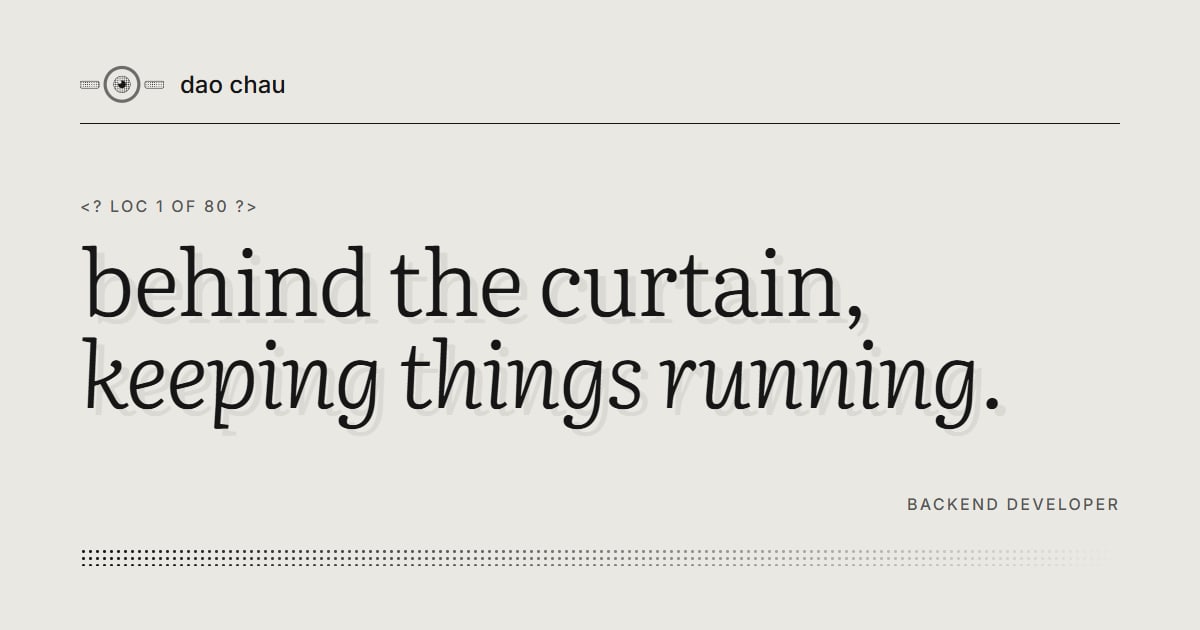 dao chau
<? LOC 1 OF 80 ?>
behind the curtain,
keeping things running.
BACKEND DEVELOPER